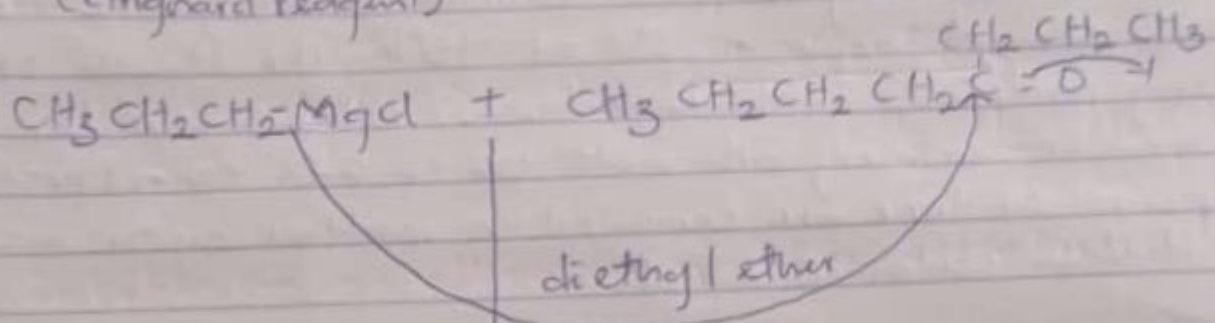 CH2 CH2 CH3
CH3 CH2 CH2 - MgCl + CH3 CH2 CH2 CH2 C = O
diethyl ether